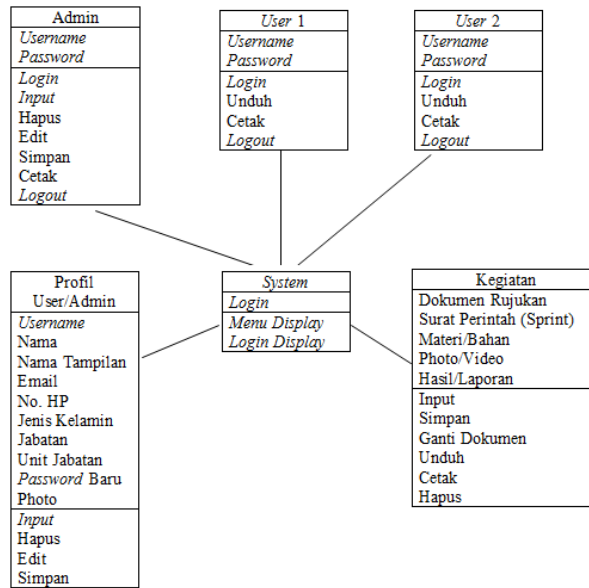 Admin
Username
Password
Login
Input
Hapus
Edit
Simpan
Cetak
Logout
User 1
Username
Password
Login
Unduh
Cetak
Logout
User 2
Username
Password
Login
Unduh
Cetak
Logout
Profil
User/Admin
Username
Nama
Nama Tampilan
Email
No. HP
Jenis Kelamin
Jabatan
Unit Jabatan
Password Baru
Photo
Input
Hapus
Edit
Simpan
System
Login
Menu Display
Login Display
Kegiatan
Dokumen Rujukan
Surat Perintah (Sprint)
Materi/Bahan
Photo/Video
Hasil/Laporan
Input
Simpan
Ganti Dokumen
Unduh
Cetak
Hapus